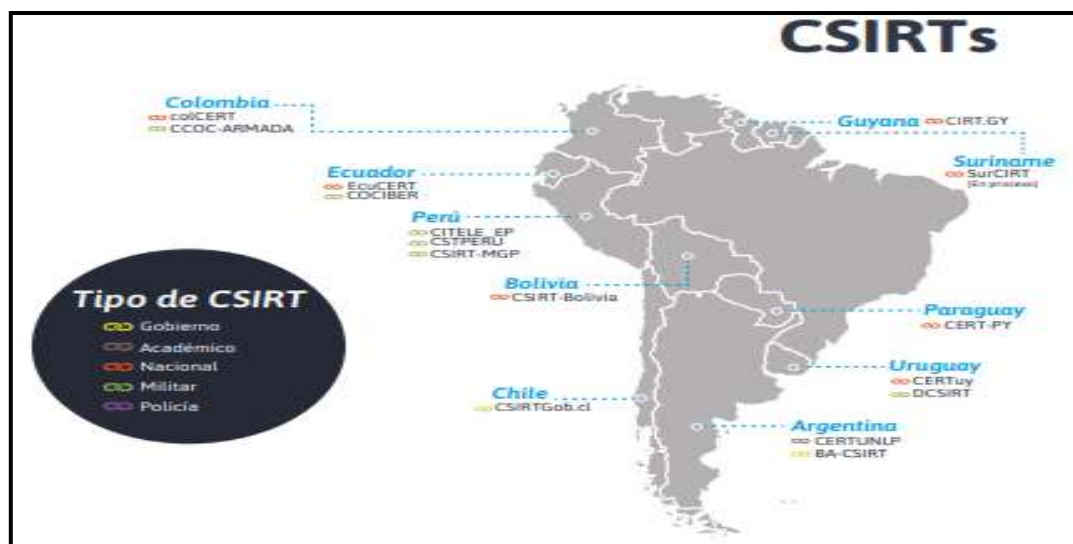 CSIRTs
Colombia
colCERT
CCOC-ARMADA
Guyana CIRT.GY
Suriname
SurCIRT
(En proceso)
Ecuador
EcuCERT
COCIBER
Perú
CITELE_EP
CSTPERU
CSIRT-MGP
Bolivia
CSIRT-Bolivia
Paraguay
CERT-PY
Uruguay
CERTuy
DCSIRT
Chile
CSIRTGob.cl
Argentina
CERTUNLP
BA-CSIRT
Tipo de CSIRT
Gobierno
Académico
Nacional
Militar
Policía